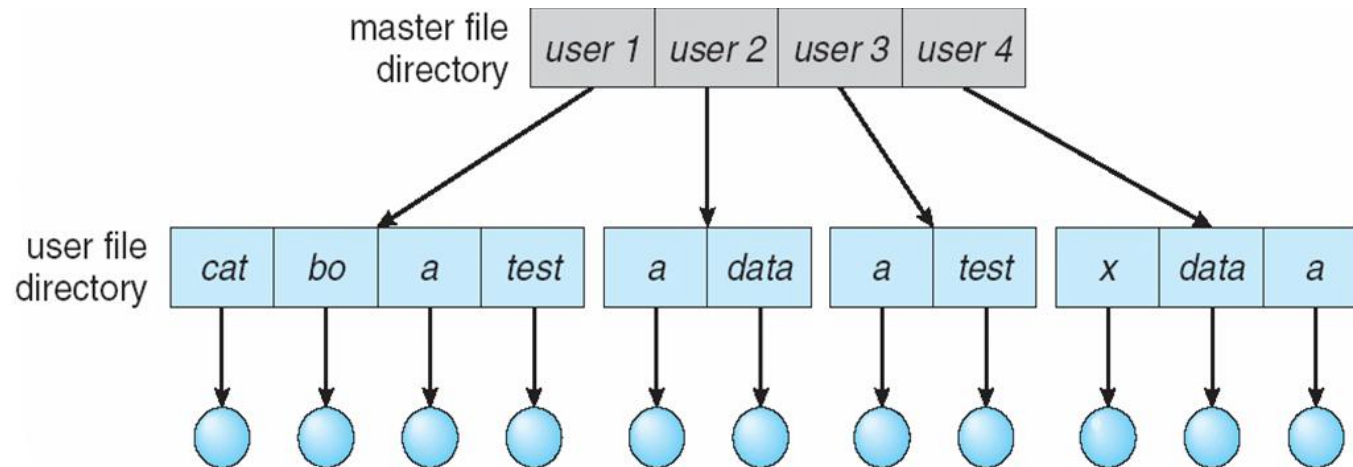 master file
directory
user 1 user 2 user 3 user 4
user file
directory
cat bo a test a data a test x data a